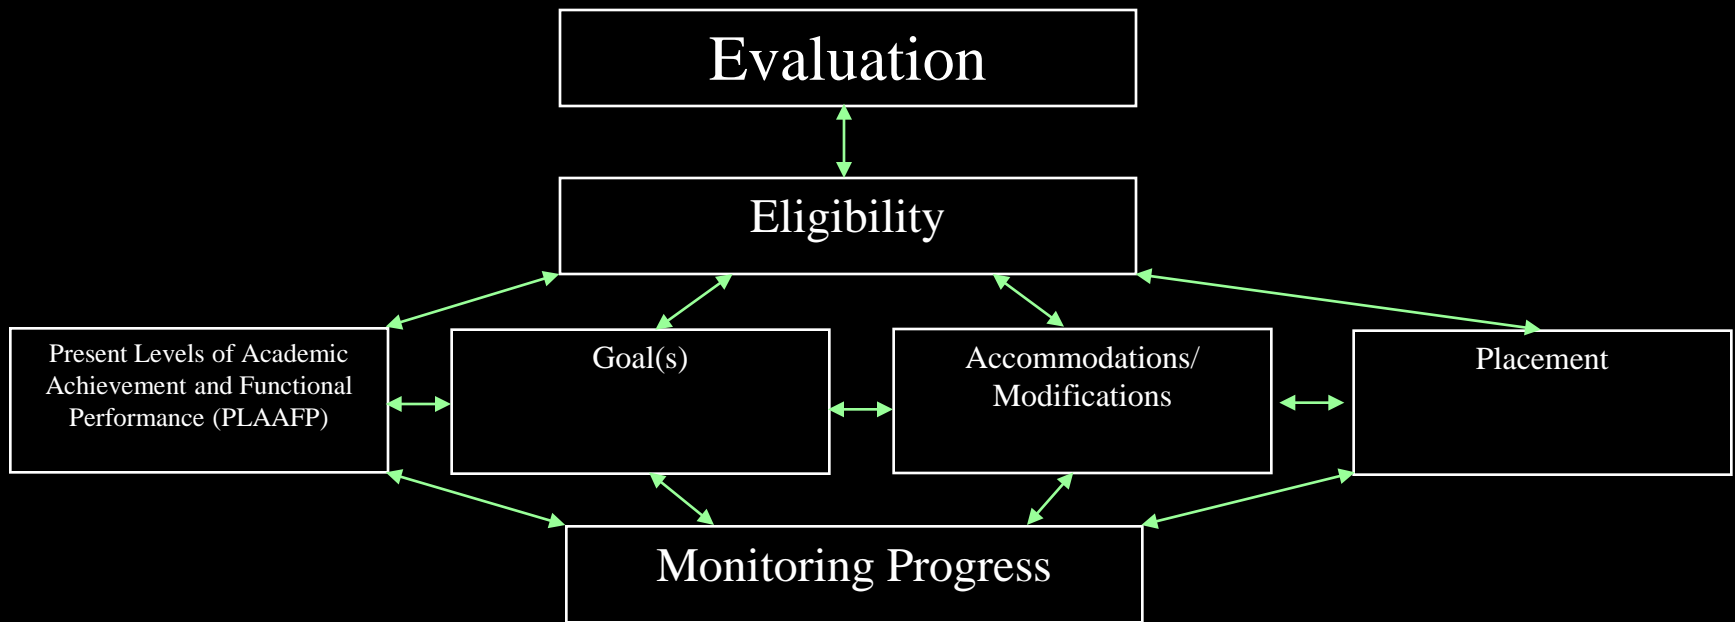 Evaluation
Eligibility
Present Levels of Academic
Achievement and Functional
Performance (PLAAFP)
Goal(s)
Accommodations/
Modifications
Placement
Monitoring Progress